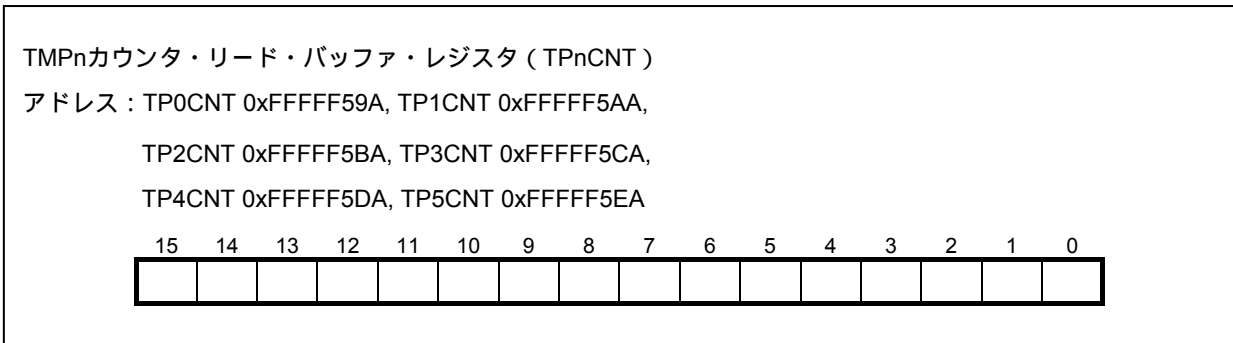 TMPnカウンタ・リード・バッファ・レジスタ（TPnCNT）
アドレス：TP0CNT 0xFFFFF59A, TP1CNT 0xFFFFF5AA,
TP2CNT 0xFFFFF5BA, TP3CNT 0xFFFFF5CA,
TP4CNT 0xFFFFF5DA, TP5CNT 0xFFFFF5EA
15 14 13 12 11 10 9 8 7 6 5 4 3 2 1 0